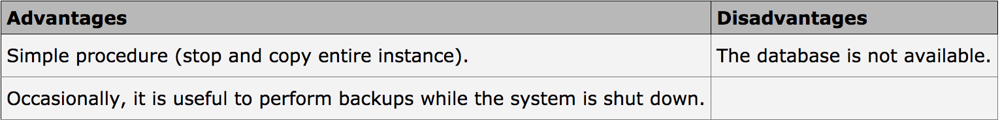 Advantages
Disadvantages
Simple procedure (stop and copy entire instance).
The database is not available.
Occasionally, it is useful to perform backups while the system is shut down.